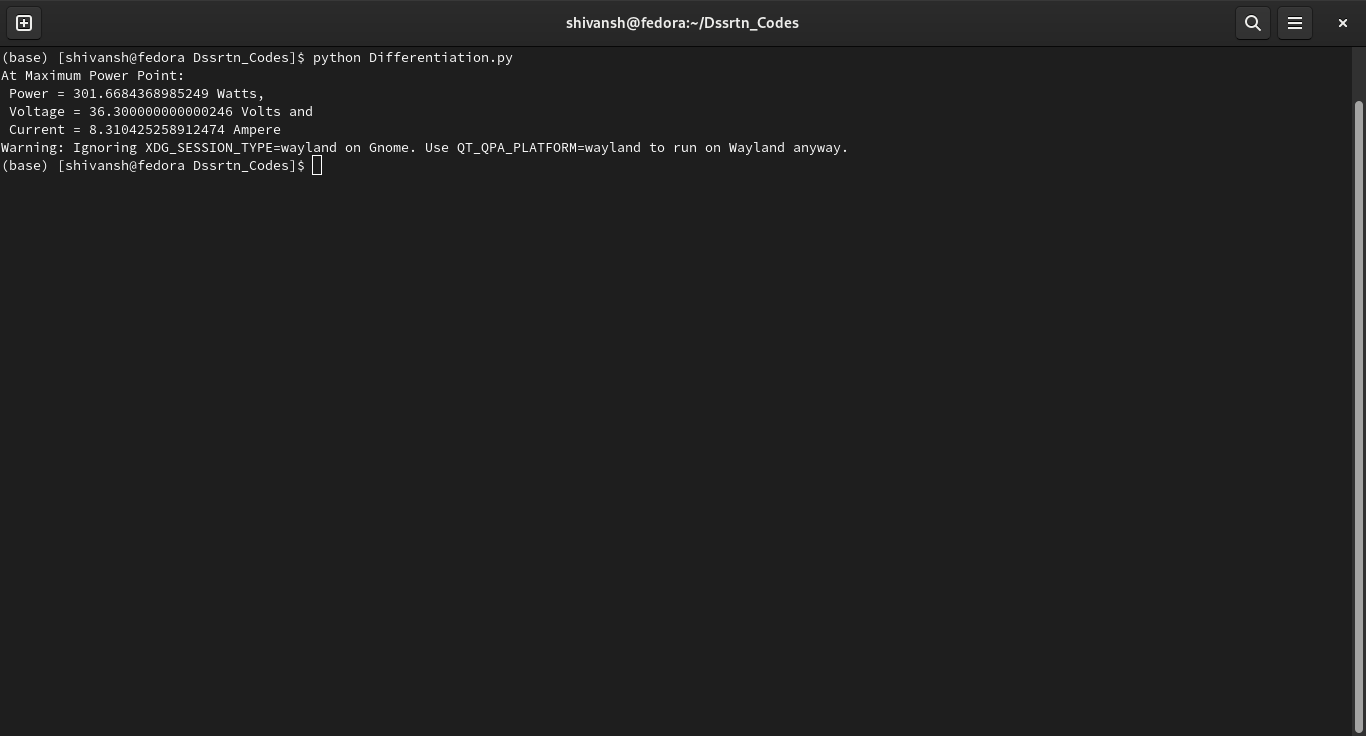 shivansh@fedora:~/Dssrtn_Codes
(base) [shivansh@fedora Dssrtn_Codes]$ python Differentiation.py
At Maximum Power Point:
 Power = 301.6684368985249 Watts,
 Voltage = 36.300000000000246 Volts and
 Current = 8.310425258912474 Ampere
Warning: Ignoring XDG_SESSION_TYPE=wayland on Gnome. Use QT_QPA_PLATFORM=wayland to run on Wayland anyway.
(base) [shivansh@fedora Dssrtn_Codes]$